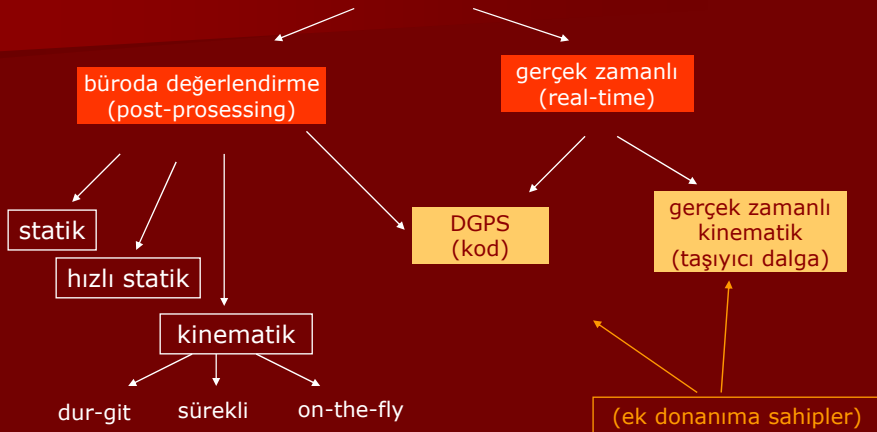 büroda değerlendirme
(post-prosessing)
gerçek zamanlı
(real-time)
statik
hızlı statik
kinematik
dur-git
sürekli
on-the-fly
DGPS
(kod)
gerçek zamanlı
kinematik
(taşıyıcı dalga)
(ek donanıma sahipler)